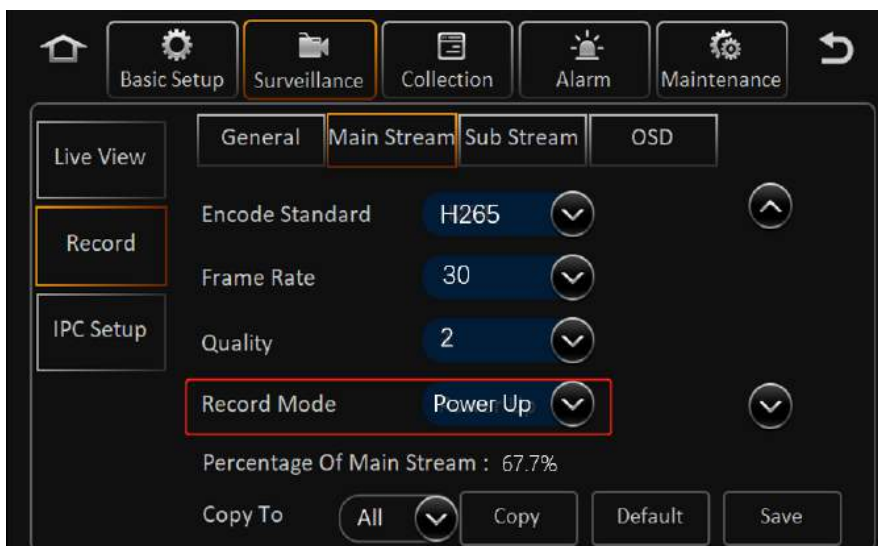 Basic Setup Surveillance Collection Alarm Maintenance
General Main Stream Sub Stream OSD
Live View
Encode Standard H265
Record
Frame Rate 30
IPC Setup
Quality 2
Record Mode Power Up
Percentage Of Main Stream : 67.7%
Copy To All Copy Default Save